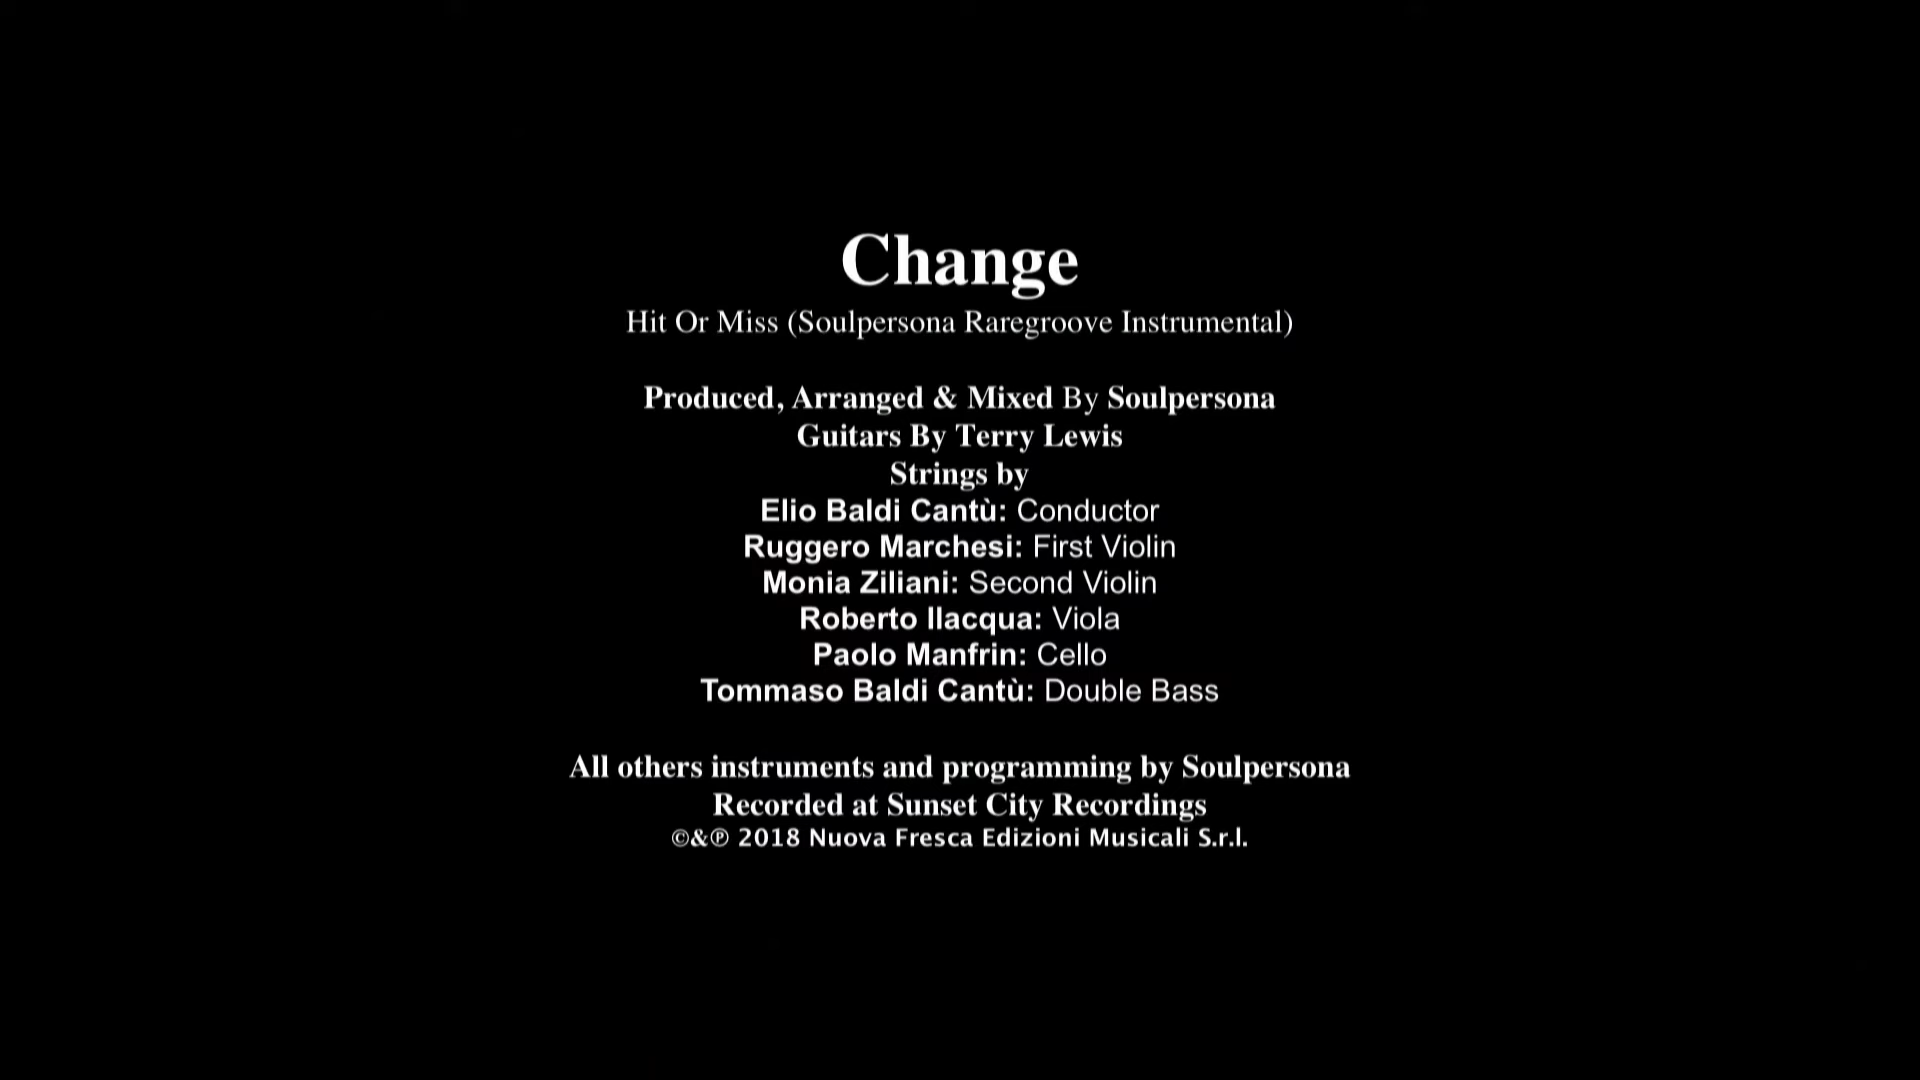 Change
Hit Or Miss (Soulpersona Raregroove Instrumental)
Produced, Arranged & Mixed By Soulpersona
Guitars By Terry Lewis
Strings by
Elio Baldi Cantù: Conductor
Ruggero Marchesi: First Violin
Monia Ziliani: Second Violin
Roberto Ilacqua: Viola
Paolo Manfrin: Cello
Tommaso Baldi Cantù: Double Bass
All others instruments and programming by Soulpersona
Recorded at Sunset City Recordings
©&℗ 2018 Nuova Fresca Edizioni Musicali S.r.l.